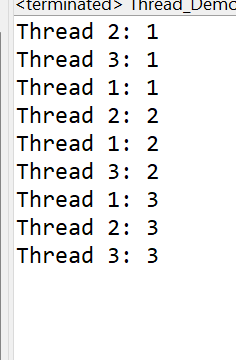 <terminated> Thread_Demo
Thread 2: 1
Thread 3: 1
Thread 1: 1
Thread 2: 2
Thread 1: 2
Thread 3: 2
Thread 1: 3
Thread 2: 3
Thread 3: 3